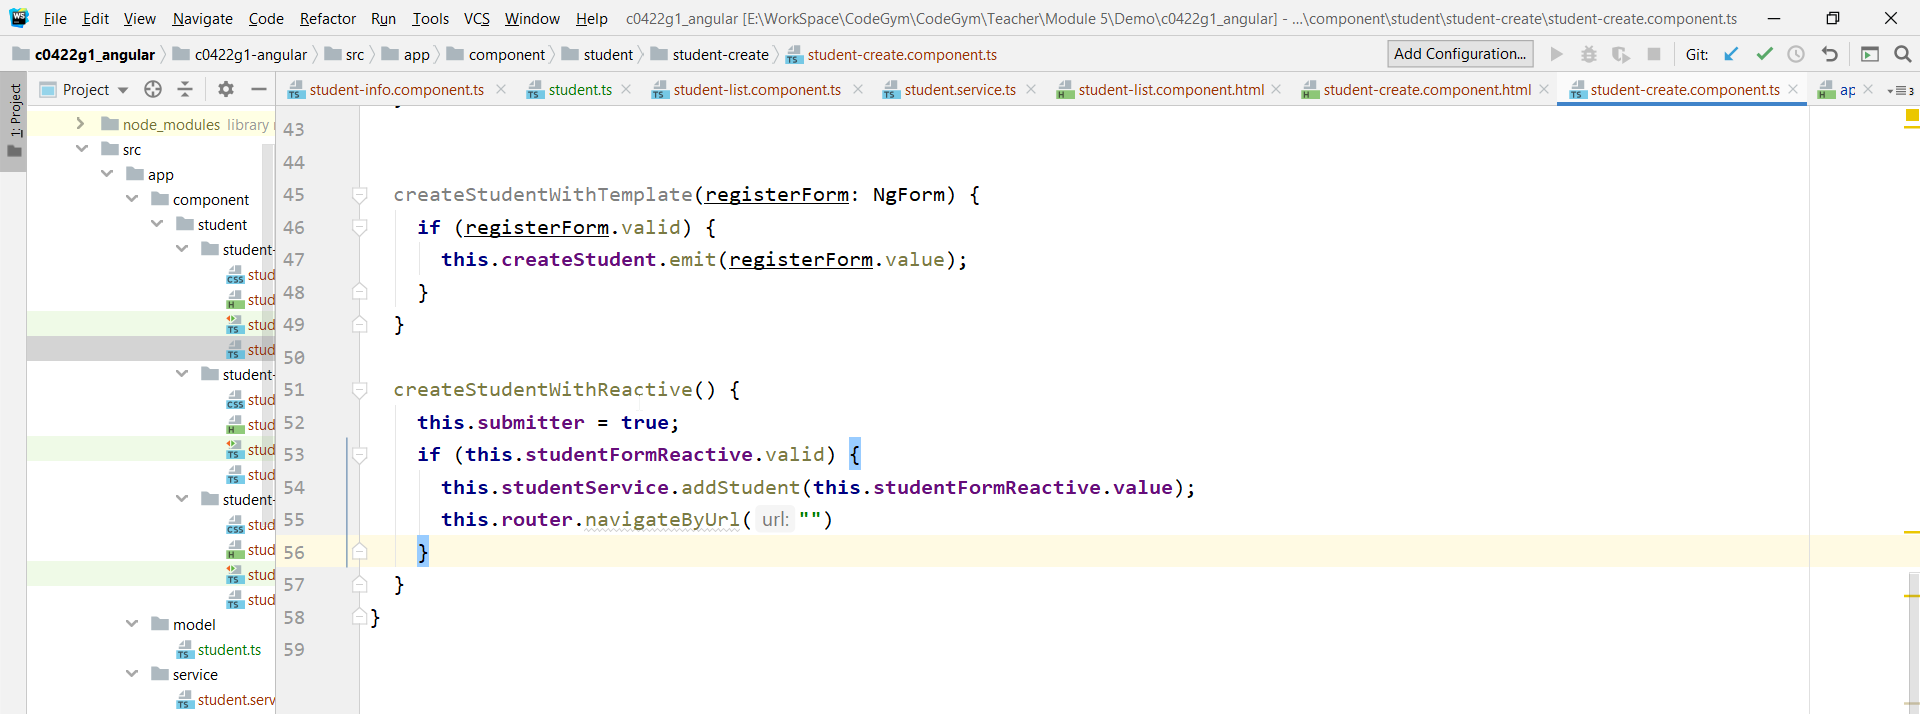 File Edit View Navigate Code Refactor Run Tools VCS Window Help c0422g1_angular [E:\WorkSpace\CodeGym\CodeGym\Teacher\Module 5\Demo\c0422g1_angular] - ...\component\student\student-create\student-create.component.ts
c0422g1_angular c0422g1-angular src app component student student-create student-create.component.ts Add Configuration... Git:
Project student-info.component.ts student.ts student-list.component.ts student.service.ts student-list.component.html student-create.component.html student-create.component.ts ap 3
1: Project
node_modules library
src
app
component
student
student-
stud
stud
stud
stud
student-
stud
stud
stud
stud
student-
stud
stud
stud
stud
model
student.ts
service
student.serv
43
44
45 createStudentWithTemplate(registerForm: NgForm) {
46 if (registerForm.valid) {
47 this.createStudent.emit(registerForm.value);
48 }
49 }
50
51 createStudentWithReactive() {
52 this.submitter = true;
53 if (this.studentFormReactive.valid) {
54 this.studentService.addStudent(this.studentFormReactive.value);
55 this.router.navigateByUrl( url: "")
56 }
57 }
58 }
59